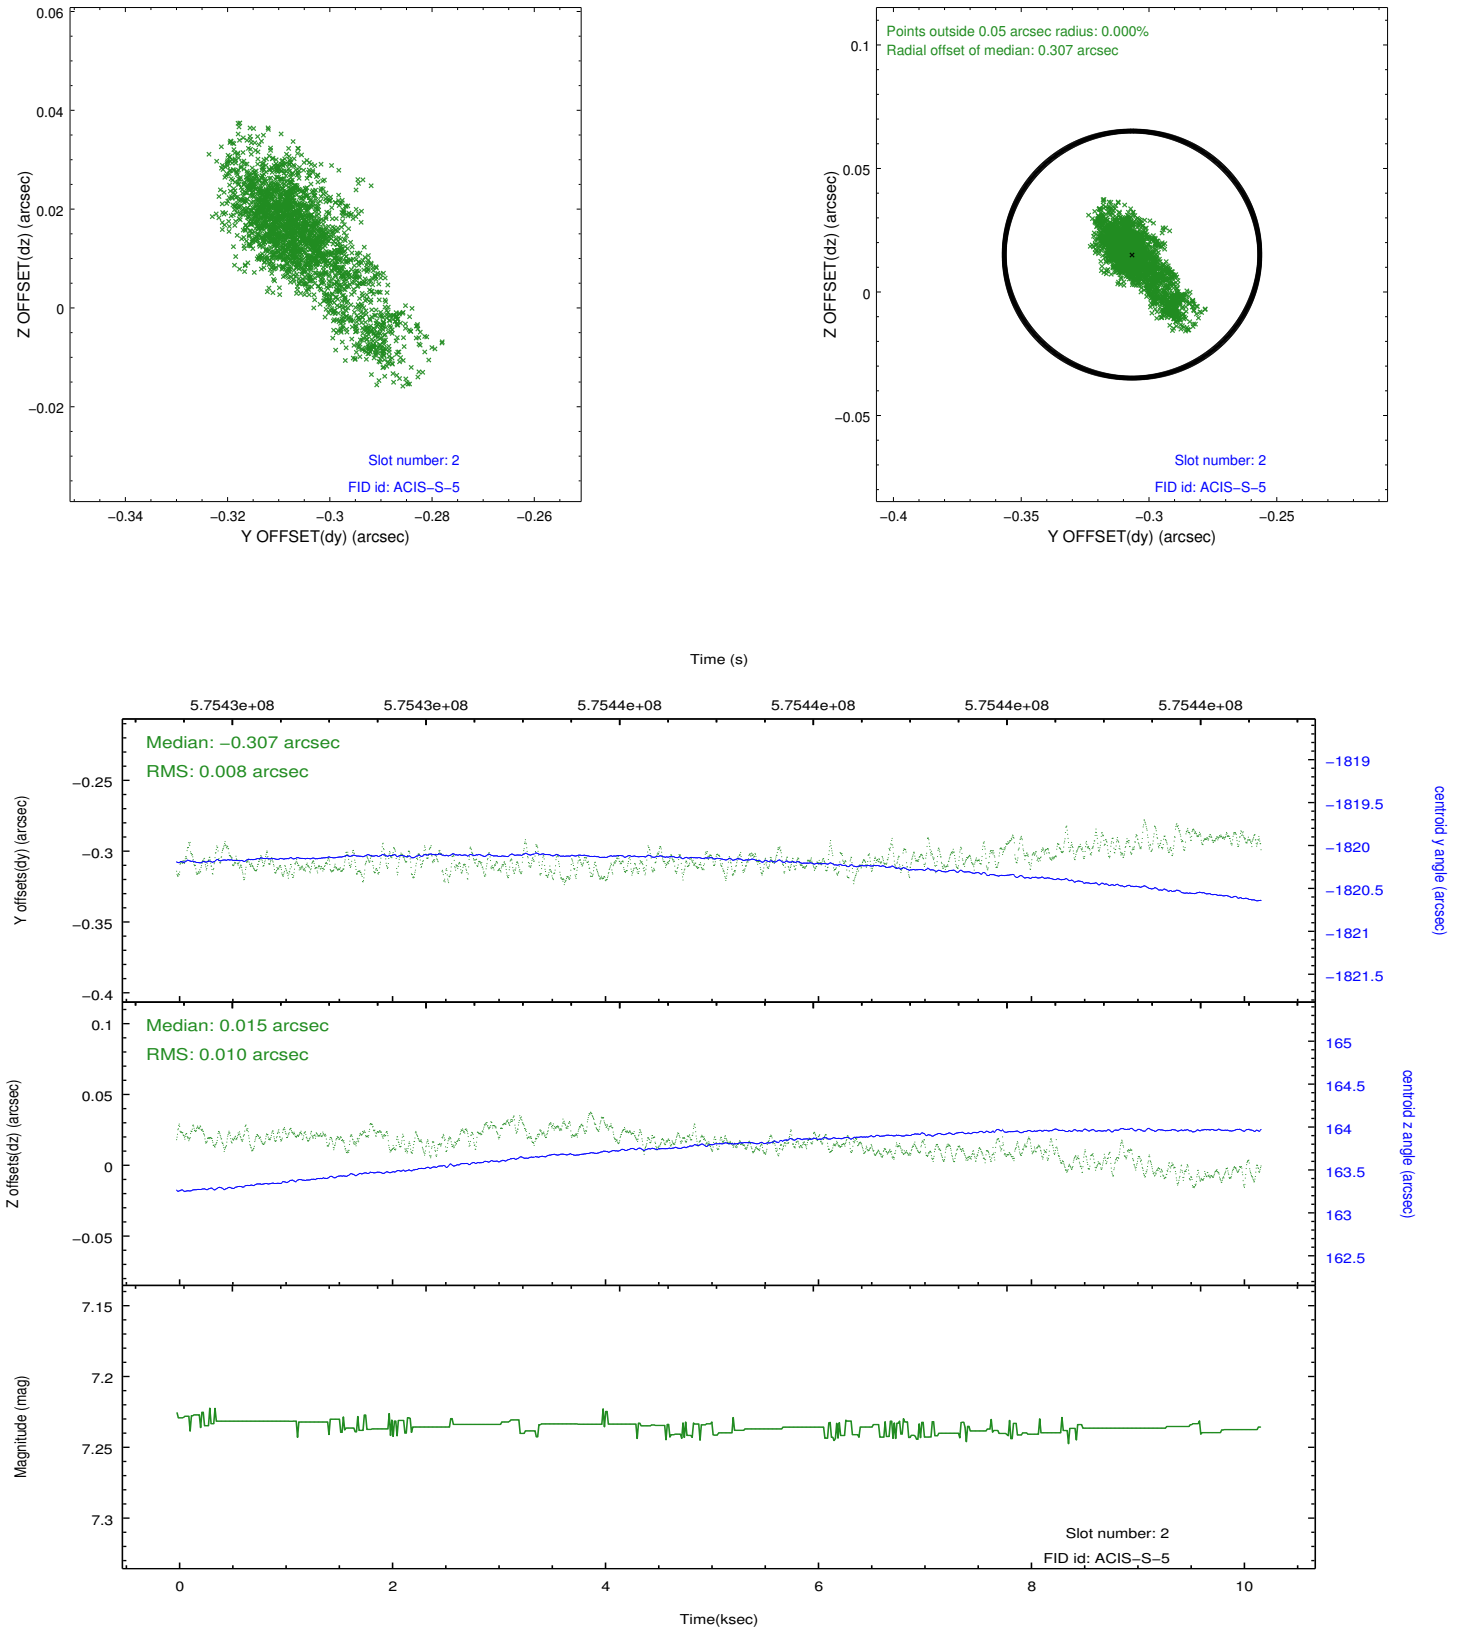 0.06
0.04
0.02
0
−0.02
Z OFFSET(dz) (arcsec)
Slot number: 2
FID id: ACIS−S−5
−0.34 −0.32 −0.3 −0.28 −0.26
Y OFFSET(dy) (arcsec)
Points outside 0.05 arcsec radius: 0.000%
Radial offset of median: 0.307 arcsec
0.1
0.05
0
−0.05
Z OFFSET(dz) (arcsec)
Slot number: 2
FID id: ACIS−S−5
−0.4 −0.35 −0.3 −0.25
Y OFFSET(dy) (arcsec)
Time (s)
5.7543e+08 5.7543e+08 5.7544e+08 5.7544e+08 5.7544e+08 5.7544e+08
Median: −0.307 arcsec
RMS: 0.008 arcsec
−0.25
−0.3
−0.35
−0.4
Y offsets(dy) (arcsec)
−1819
−1819.5
−1820
−1820.5
−1821
−1821.5
centroid y angle (arcsec)
Median: 0.015 arcsec
RMS: 0.010 arcsec
0.1
0.05
0
−0.05
Z offsets(dz) (arcsec)
165
164.5
164
163.5
163
162.5
centroid z angle (arcsec)
7.15
7.2
7.25
7.3
Magnitude (mag)
Slot number: 2
FID id: ACIS−S−5
0 2 4 6 8 10
Time(ksec)